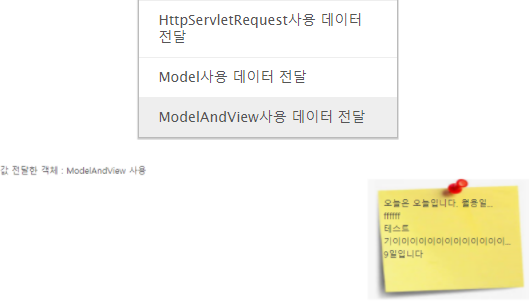 HttpServletRequest사용 데이터
전달
Model사용 데이터 전달
ModelAndView사용 데이터 전달
값 전달한 객체 : ModelAndView 사용
오늘은 오늘입니다. 월용일,,,
ffffff
테스트
기이이이이이이이이이이이이이,,,
9일입니다